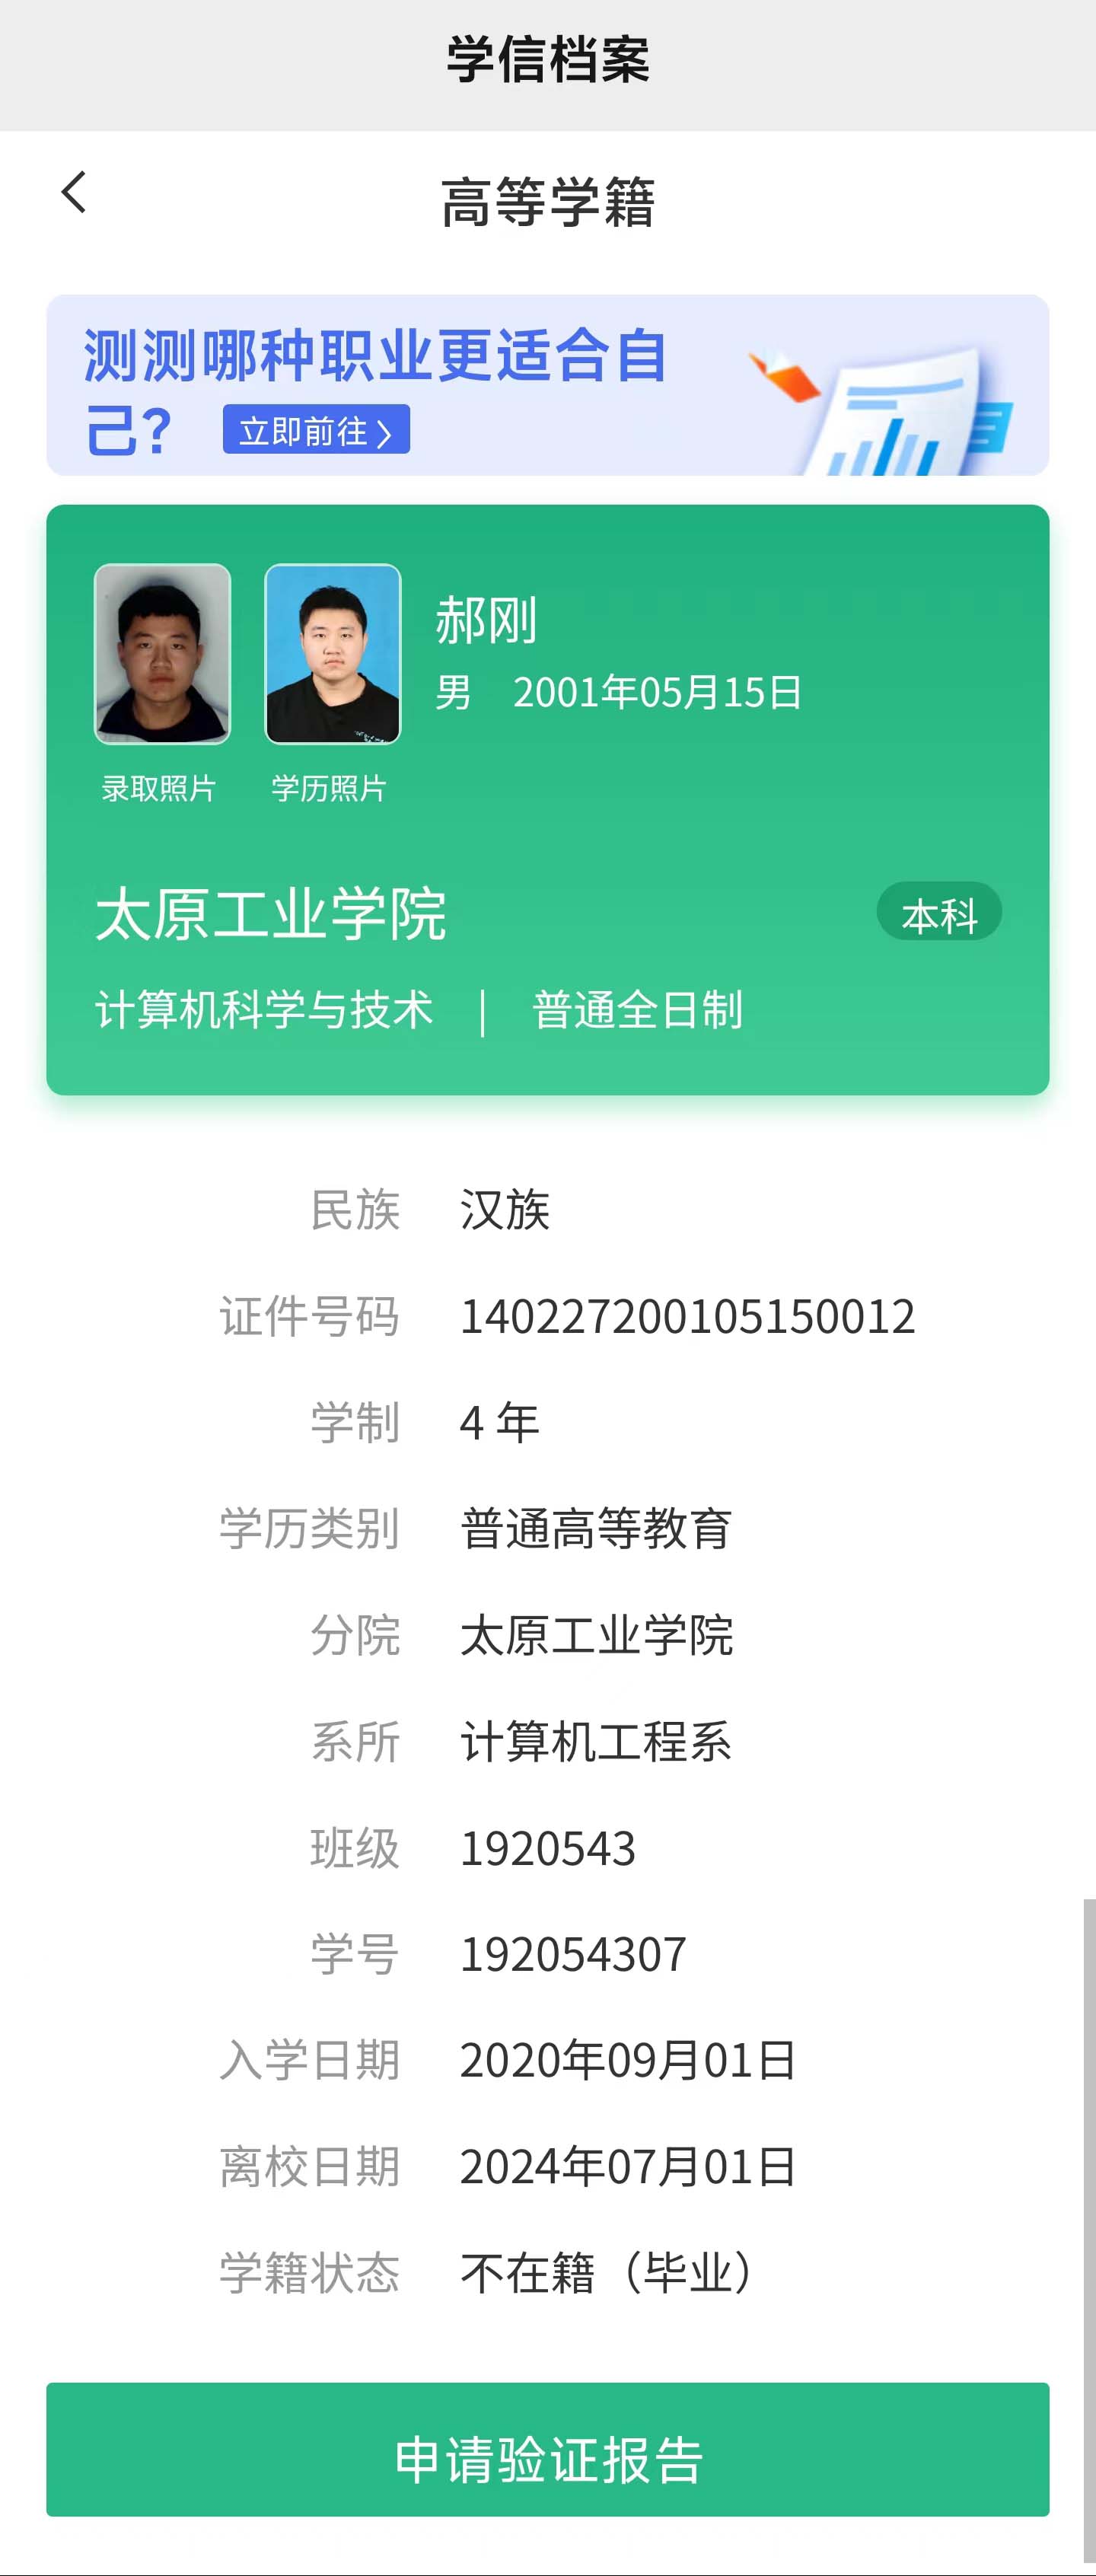 学信档案
高等学籍
测测哪种职业更适合自
己？ 立即前往
郝刚
男 2001年05月15日
录取照片 学历照片
太原工业学院 本科
计算机科学与技术 | 普通全日制
民族 汉族
证件号码 140227200105150012
学制 4 年
学历类别 普通高等教育
分院 太原工业学院
系所 计算机工程系
班级 1920543
学号 192054307
入学日期 2020年09月01日
离校日期 2024年07月01日
学籍状态 不在籍（毕业）
申请验证报告